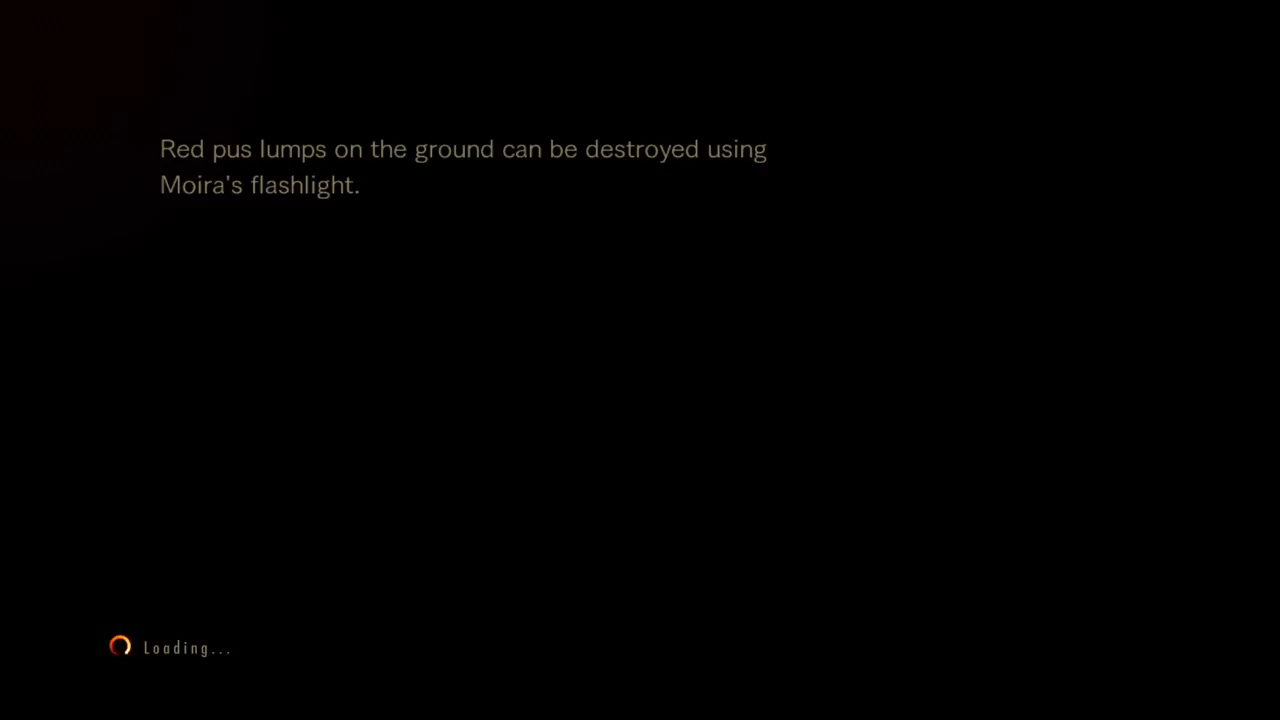 Red pus lumps on the ground can be destroyed using
Moira's flashlight.
Loading...